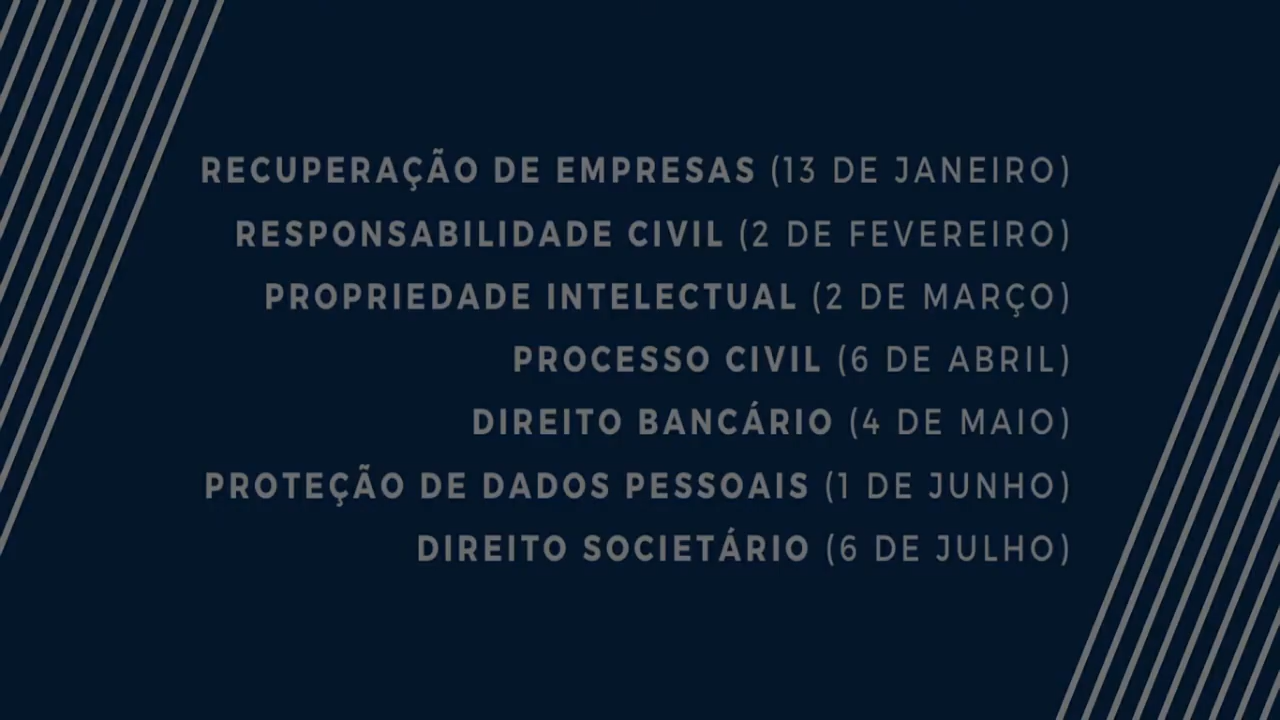 RECUPERAÇÃO DE EMPRESAS (13 DE JANEIRO)
RESPONSABILIDADE CIVIL (2 DE FEVEREIRO)
PROPRIEDADE INTELECTUAL (2 DE MARÇO)
PROCESSO CIVIL (6 DE ABRIL)
DIREITO BANCÁRIO (4 DE MAIO)
PROTEÇÃO DE DADOS PESSOAIS (1 DE JUNHO)
DIREITO SOCIETÁRIO (6 DE JULHO)